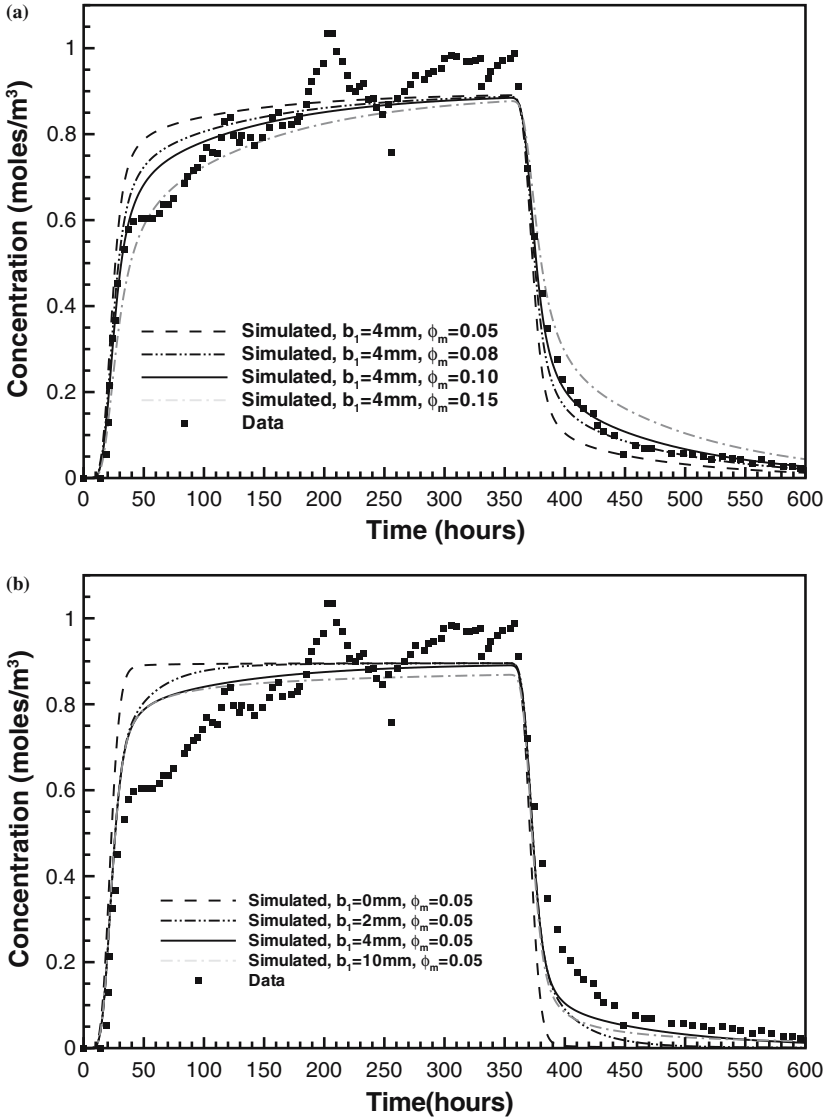 (a)
Concentration (moles/m³)
1
0.8
0.6
0.4
0.2
0
Simulated, b₁=4mm, ϕₘ=0.05
Simulated, b₁=4mm, ϕₘ=0.08
Simulated, b₁=4mm, ϕₘ=0.10
Simulated, b₁=4mm, ϕₘ=0.15
Data
0 50 100 150 200 250 300 350 400 450 500 550 600
Time (hours)
(b)
Concentration (moles/m³)
1
0.8
0.6
0.4
0.2
0
Simulated, b₁=0mm, ϕₘ=0.05
Simulated, b₁=2mm, ϕₘ=0.05
Simulated, b₁=4mm, ϕₘ=0.05
Simulated, b₁=10mm, ϕₘ=0.05
Data
0 50 100 150 200 250 300 350 400 450 500 550 600
Time(hours)